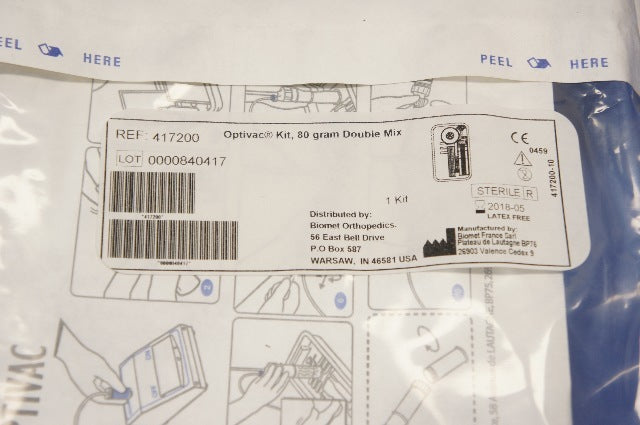 PEEL HERE
PEEL HERE
REF: 417200
Optivac® Kit, 80 gram Double Mix
LOT 0000840417
*417200*
*0000840417*
1 Kit
Distributed by:
Biomet Orthopedics.
56 East Bell Drive
P.O Box 587
WARSAW, IN 46581 USA
CE
0459
STERILE R
2018-05
LATEX FREE
Manufactured by:
Biomet France Sarl
Plateau de Lautagne BP75
26903 Valence Cedex 9
417200-10